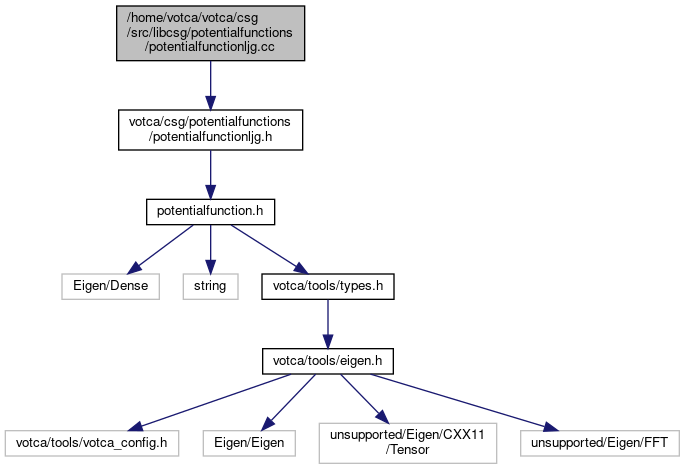 /home/votca/votca/csg
/src/libcsg/potentialfunctions
/potentialfunctionljg.cc
votca/csg/potentialfunctions
/potentialfunctionljg.h
potentialfunction.h
Eigen/Dense
string
votca/tools/types.h
votca/tools/eigen.h
votca/tools/votca_config.h
Eigen/Eigen
unsupported/Eigen/CXX11
/Tensor
unsupported/Eigen/FFT